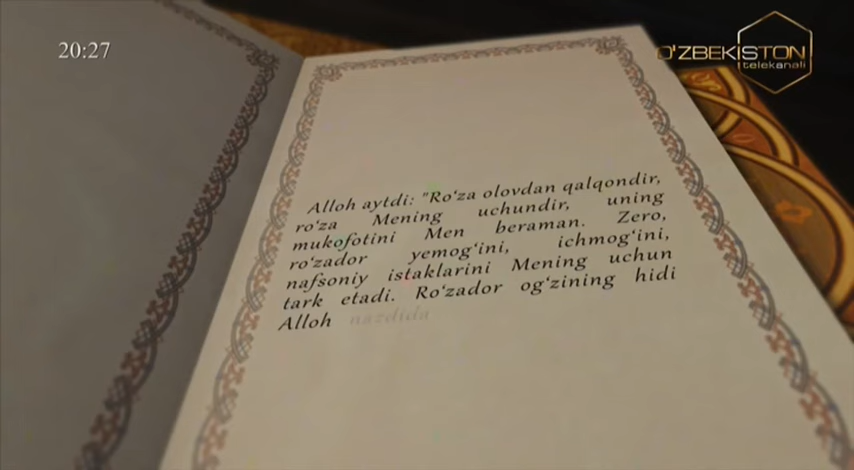 20:27
O'ZBEKISTON
telekanali
Alloh aytdi: "Ro‘za olovdan qalqondir,
ro‘za Mening uchundir, uning
mukofotini Men beraman. Zero,
ro‘zador yemog‘ini, ichmog‘ini,
nafsoniy istaklarini Mening uchun
tark etadi. Ro‘zador og‘zining hidi
Alloh nazdida